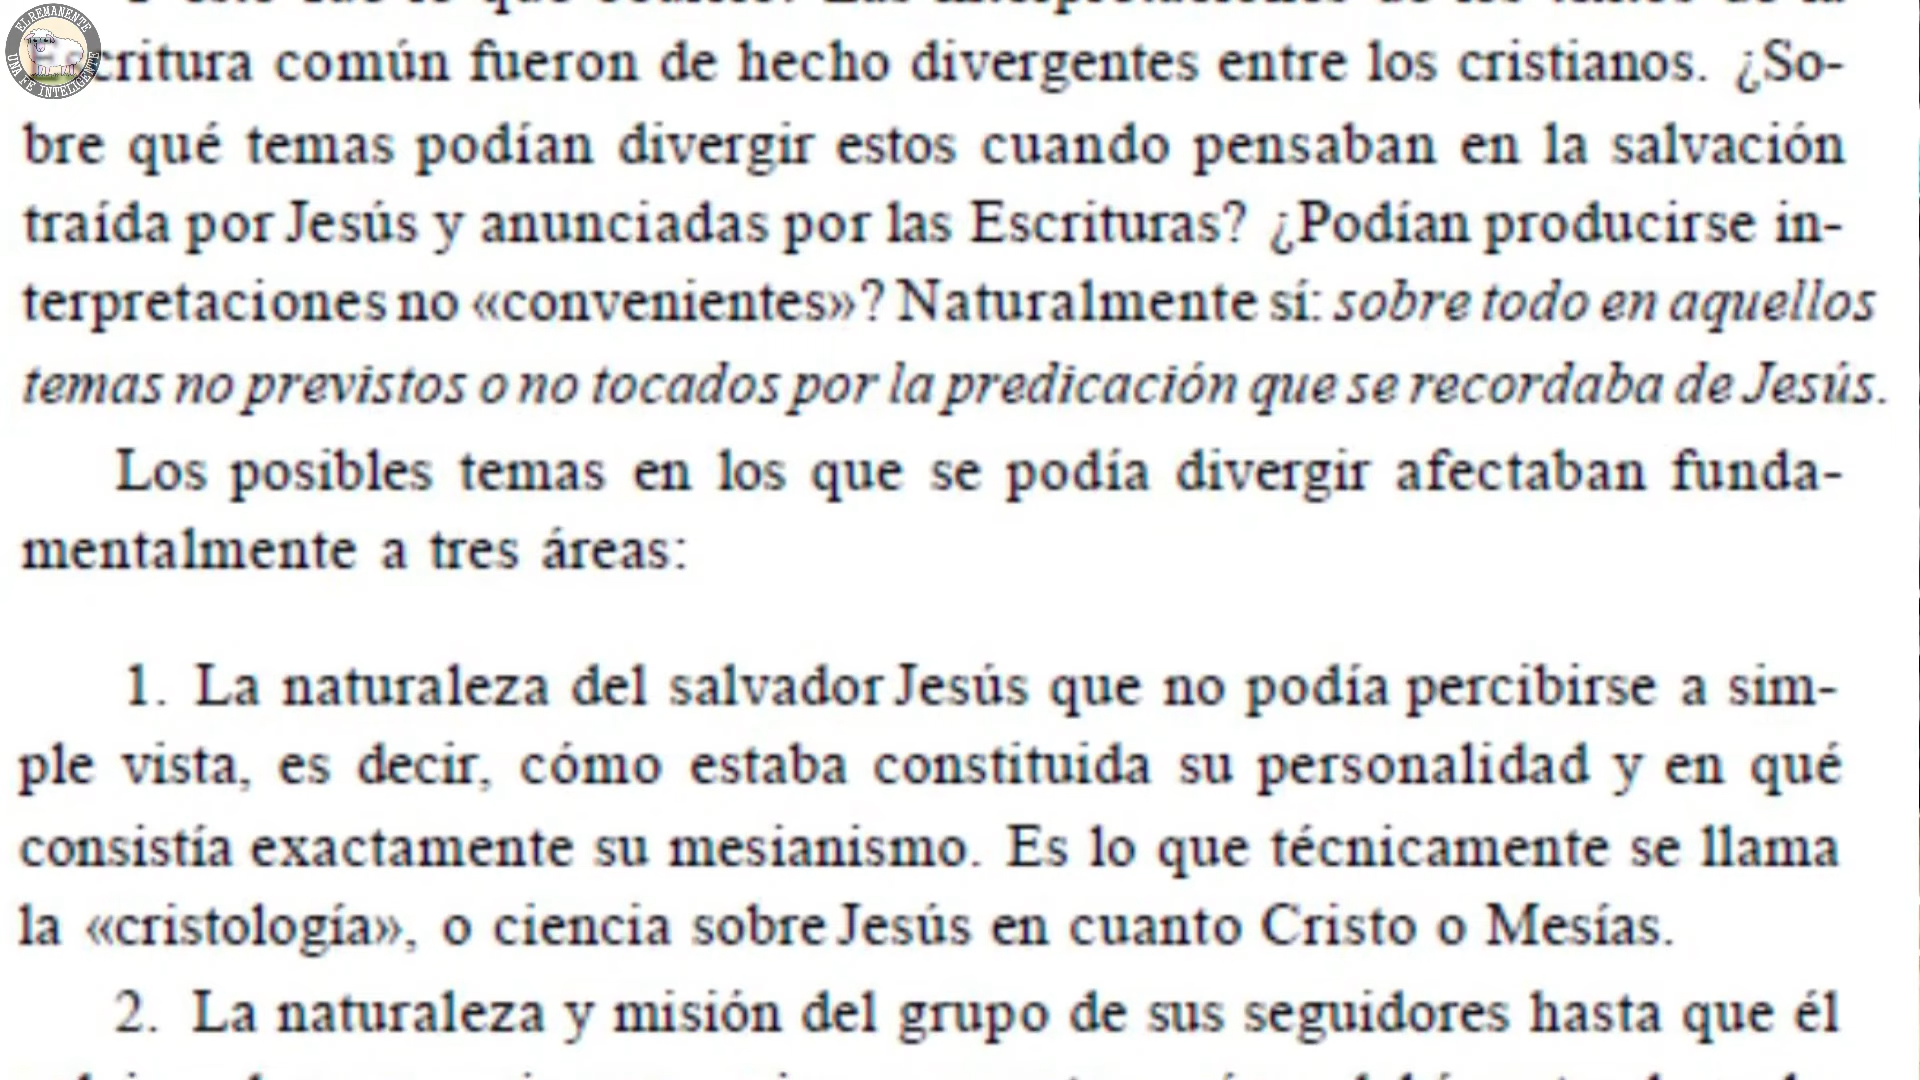 ELREMANENTE
UNA FE INTELIGENTE
critura común fueron de hecho divergentes entre los cristianos. ¿So-
bre qué temas podían divergir estos cuando pensaban en la salvación
traída por Jesús y anunciadas por las Escrituras? ¿Podían producirse in-
terpretaciones no «convenientes»? Naturalmente sí: sobre todo en aquellos
temas no previstos o no tocados por la predicación que se recordaba de Jesús.
Los posibles temas en los que se podía divergir afectaban funda-
mentalmente a tres áreas:
1. La naturaleza del salvador Jesús que no podía percibirse a sim-
ple vista, es decir, cómo estaba constituida su personalidad y en qué
consistía exactamente su mesianismo. Es lo que técnicamente se llama
la «cristología», o ciencia sobre Jesús en cuanto Cristo o Mesías.
2. La naturaleza y misión del grupo de sus seguidores hasta que él